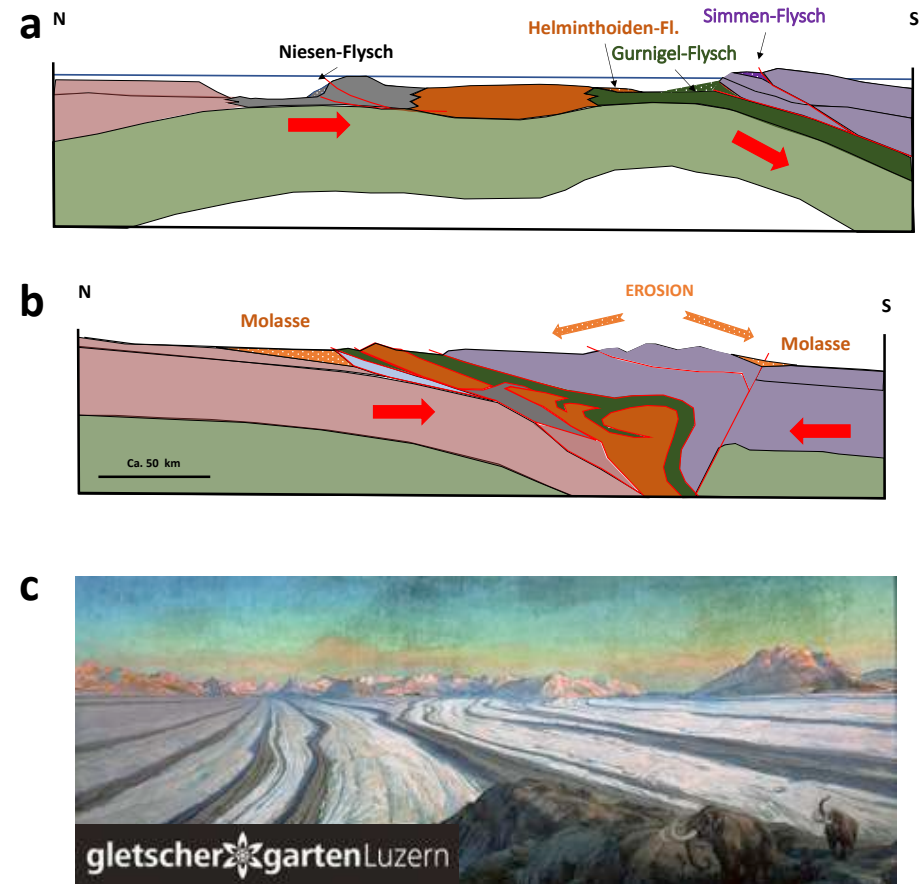 a
N
S
Simmen-Flysch
Helminthoiden-Fl.
Niesen-Flysch
Gurnigel-Flysch
b
N
S
EROSION
Molasse
Molasse
Ca. 50 km
c
gletschergartenLuzern